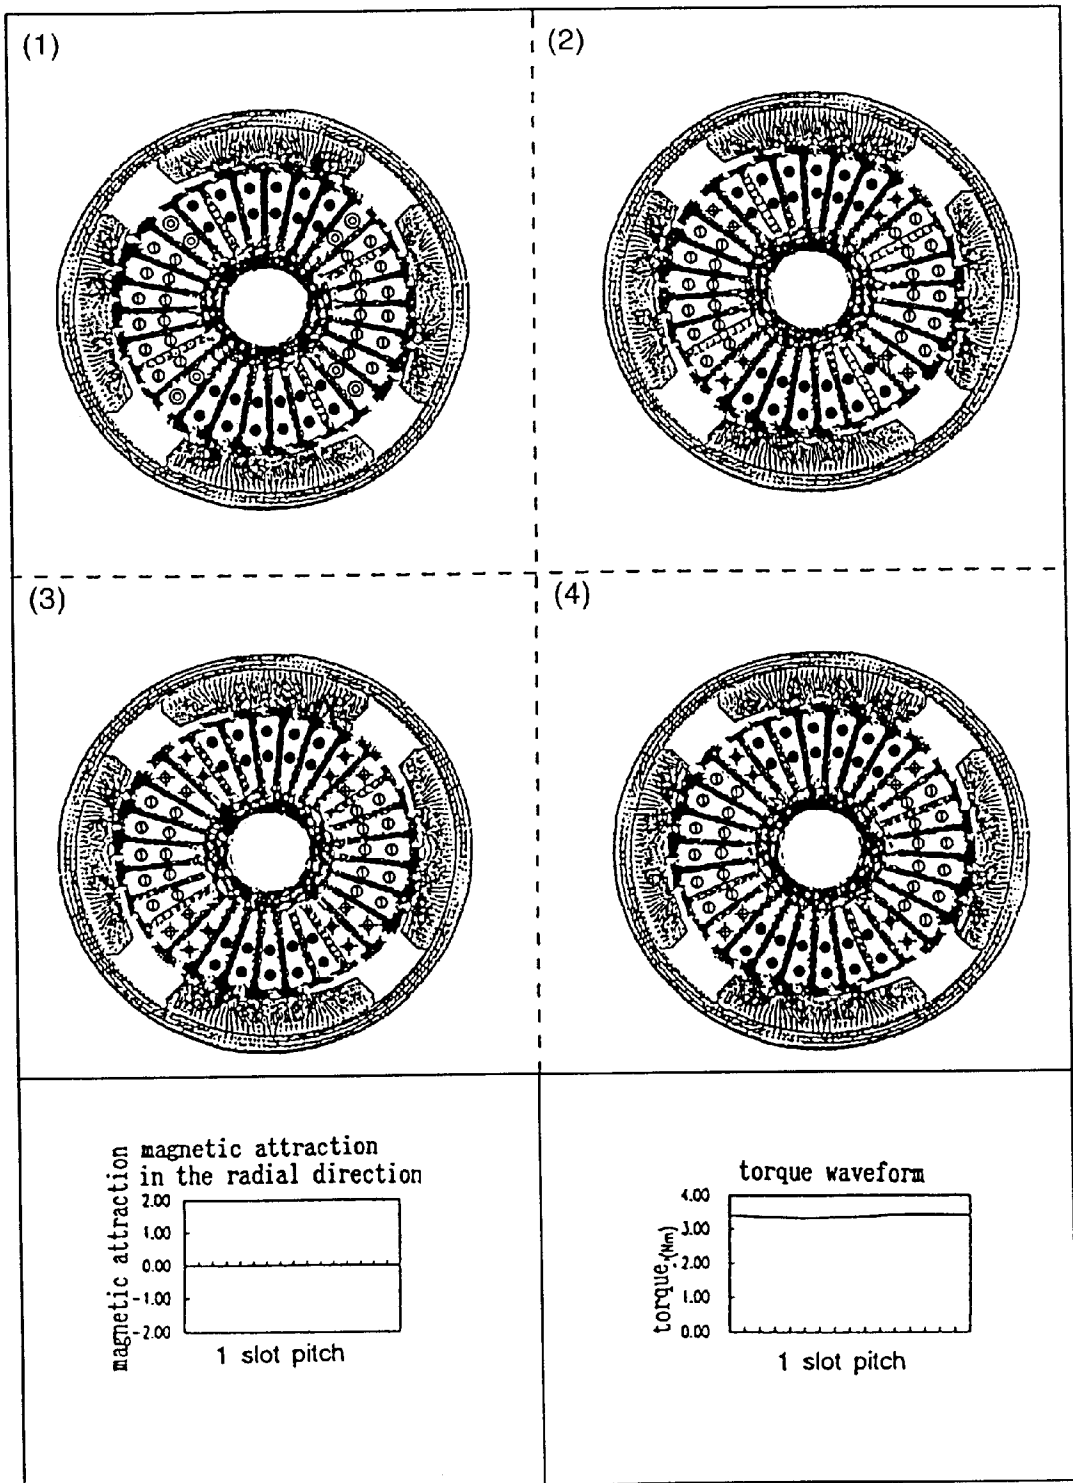 (1)
(2)
(3)
(4)
magnetic attraction
in the radial direction
magnetic attraction
2.00
1.00
0.00
-1.00
-2.00
1 slot pitch
torque waveform
torque (Nm)
4.00
3.00
2.00
1.00
0.00
1 slot pitch